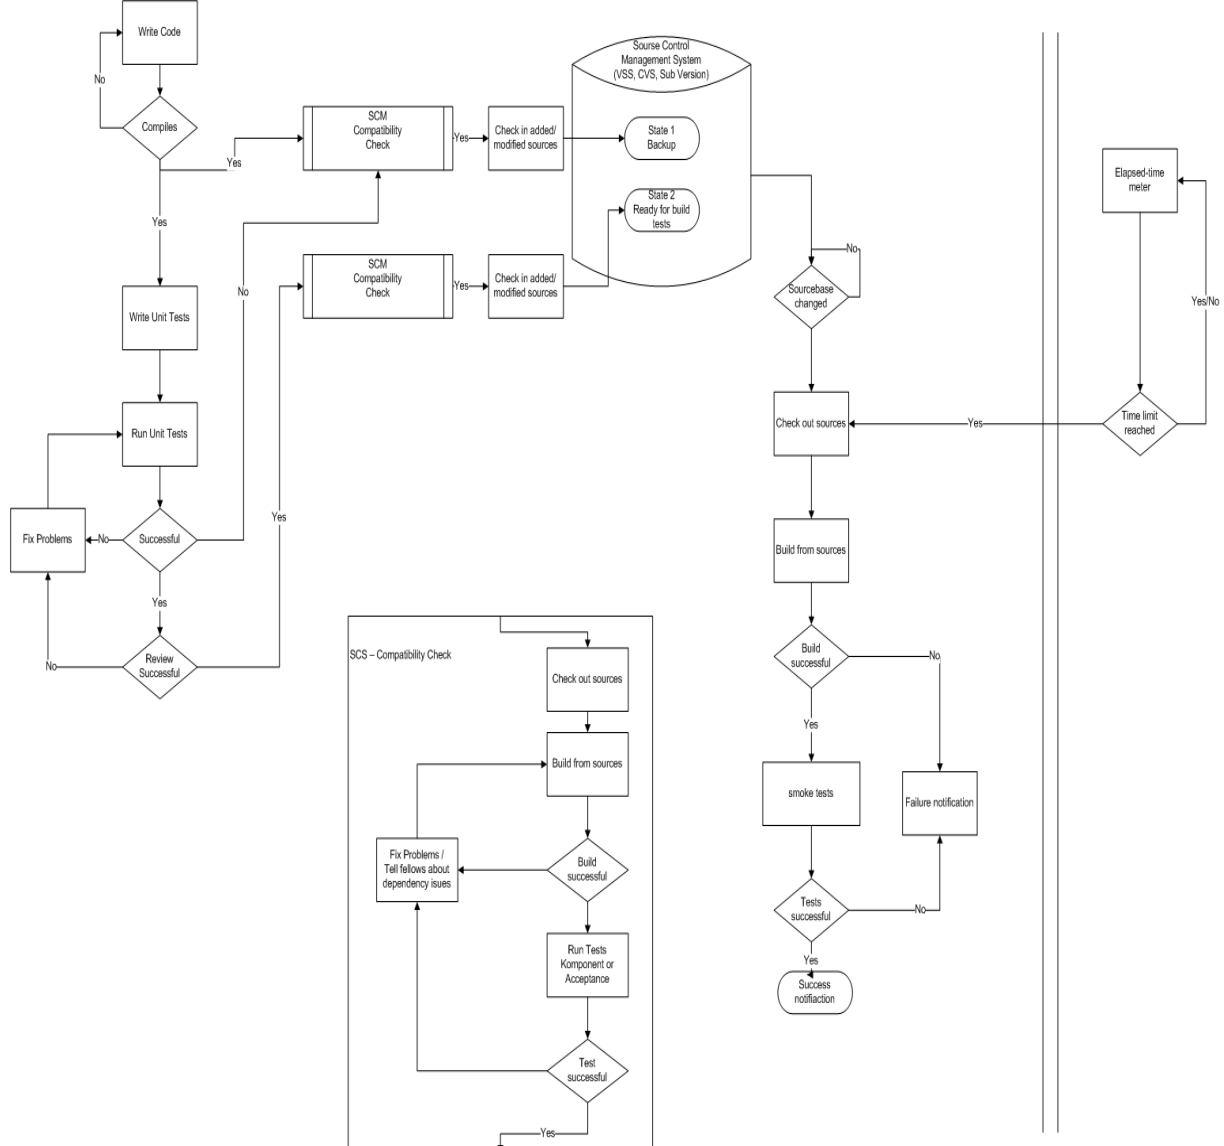 Write Code
No
Compiles
Yes
Yes
Write Unit Tests
Run Unit Tests
Fix Problems
No
Successful
No
Yes
No
Review
Successful
Yes
SCM
Compatibility
Check
Yes
Check in added/
modified sources
SCM
Compatibility
Check
Yes
Check in added/
modified sources
Sourse Control
Management System
(VSS, CVS, Sub Version)
State 1
Backup
State 2
Ready for build
tests
No
Sourcebase
changed
Check out sources
Yes
Elapsed-time
meter
Yes/No
Time limit
reached
Build from sources
Build
successful
No
Yes
smoke tests
Failure notification
Tests
successful
No
Yes
Success
notifiaction
SCS – Compatibility Check
Check out sources
Build from sources
Fix Problems /
Tell fellows about
dependency isues
Build
successful
Run Tests
Komponent or
Acceptance
Test
successful
Yes